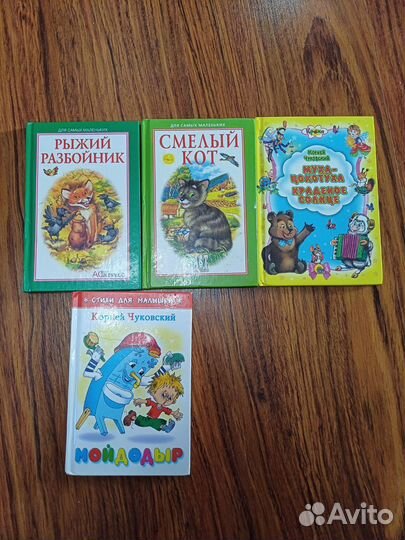 ДЛЯ САМЫХ МАЛЕНЬКИХ
РЫЖИЙ
РАЗБОЙНИК
ДЛЯ САМЫХ МАЛЕНЬКИХ
СМЕЛЫЙ
КОТ
Корней
Чуковский
МУХА-
ЦОКОТУХА
КРАДЕНОЕ
СОЛНЦЕ
СТИХИ ДЛЯ МАЛЫШЕЙ
Корней Чуковский
МОЙДОДЫР
Avito